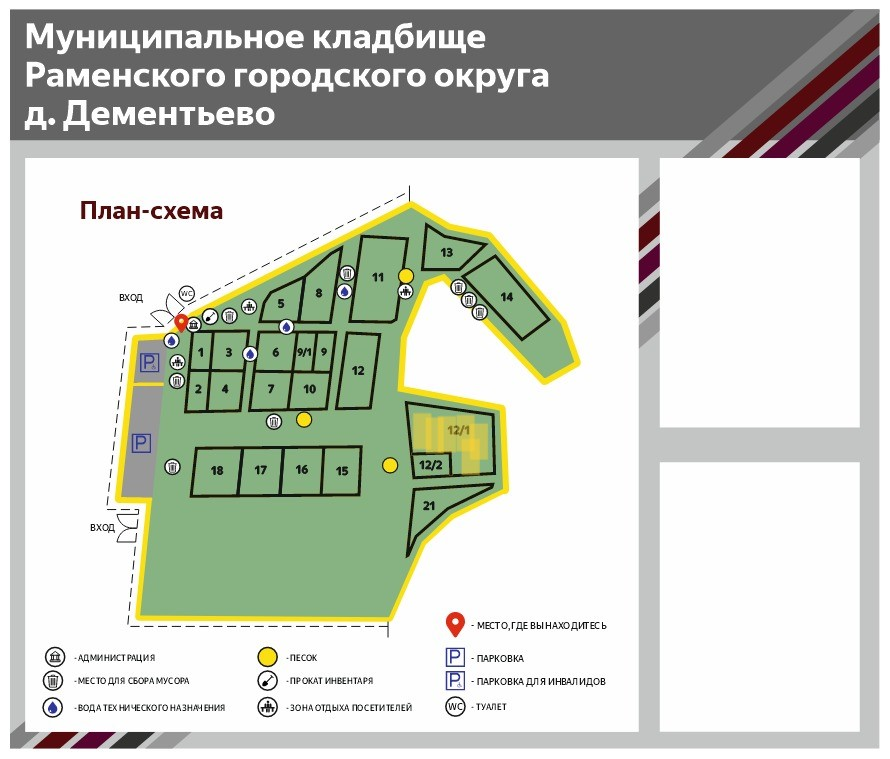 Муниципальное кладбище
Раменского городского округа
д. Дементьево
План-схема
13
11
14
8
5
ВХОД
WC
1
3
6
9/1
9
12
2
4
7
10
P
12/1
P
12/2
18
17
16
15
21
ВХОД
- МЕСТО, ГДЕ ВЫ НАХОДИТЕСЬ
- АДМИНИСТРАЦИЯ
- ПЕСОК
P - ПАРКОВКА
- МЕСТО ДЛЯ СБОРА МУСОРА
- ПРОКАТ ИНВЕНТАРЯ
P - ПАРКОВКА ДЛЯ ИНВАЛИДОВ
- ВОДА ТЕХНИЧЕСКОГО НАЗНАЧЕНИЯ
- ЗОНА ОТДЫХА ПОСЕТИТЕЛЕЙ
WC - ТУАЛЕТ